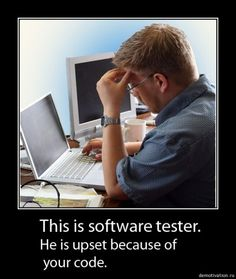 This is software tester.
He is upset because of
your code.
demotivation.ru